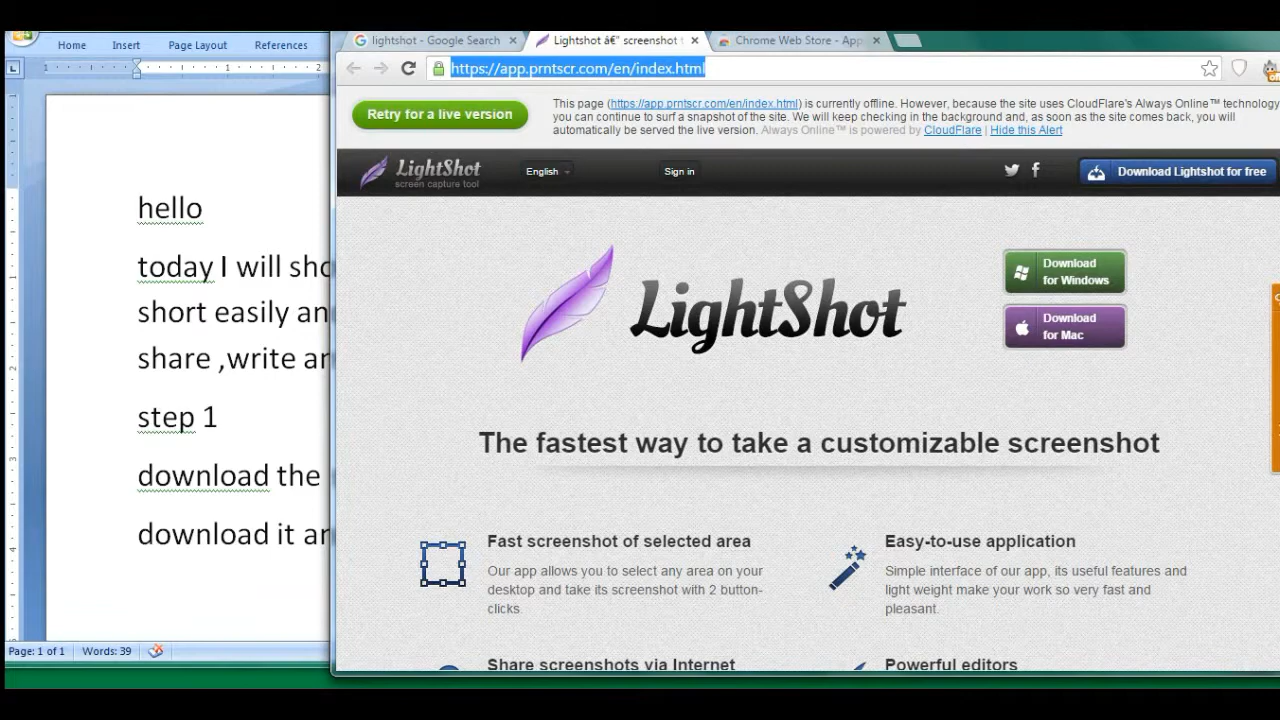 Home Insert Page Layout References
1 1 2
hello
today I will sho
short easily an
share ,write an
step 1
download the
download it an
Page: 1 of 1 Words: 39
lightshot - Google Search
Lightshot â€" screenshot t
Chrome Web Store - App
https://app.prntscr.com/en/index.html
Retry for a live version
This page (https://app.prntscr.com/en/index.html) is currently offline. However, because the site uses CloudFlare's Always Online™ technology
you can continue to surf a snapshot of the site. We will keep checking in the background and, as soon as the site comes back, you will
automatically be served the live version. Always Online™ is powered by CloudFlare | Hide this Alert
LightShot
screen capture tool
English
Sign in
Download Lightshot for free
LightShot
Download
for Windows
Download
for Mac
The fastest way to take a customizable screenshot
Fast screenshot of selected area
Our app allows you to select any area on your
desktop and take its screenshot with 2 button-
clicks.
Easy-to-use application
Simple interface of our app, its useful features and
light weight make your work so very fast and
pleasant.
Share screenshots via Internet
Powerful editors